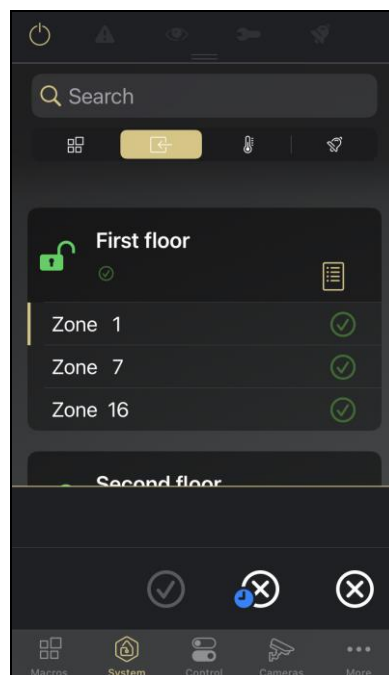 Search
First floor
Zone 1
Zone 7
Zone 16
Second floor
Macros System Control Cameras More